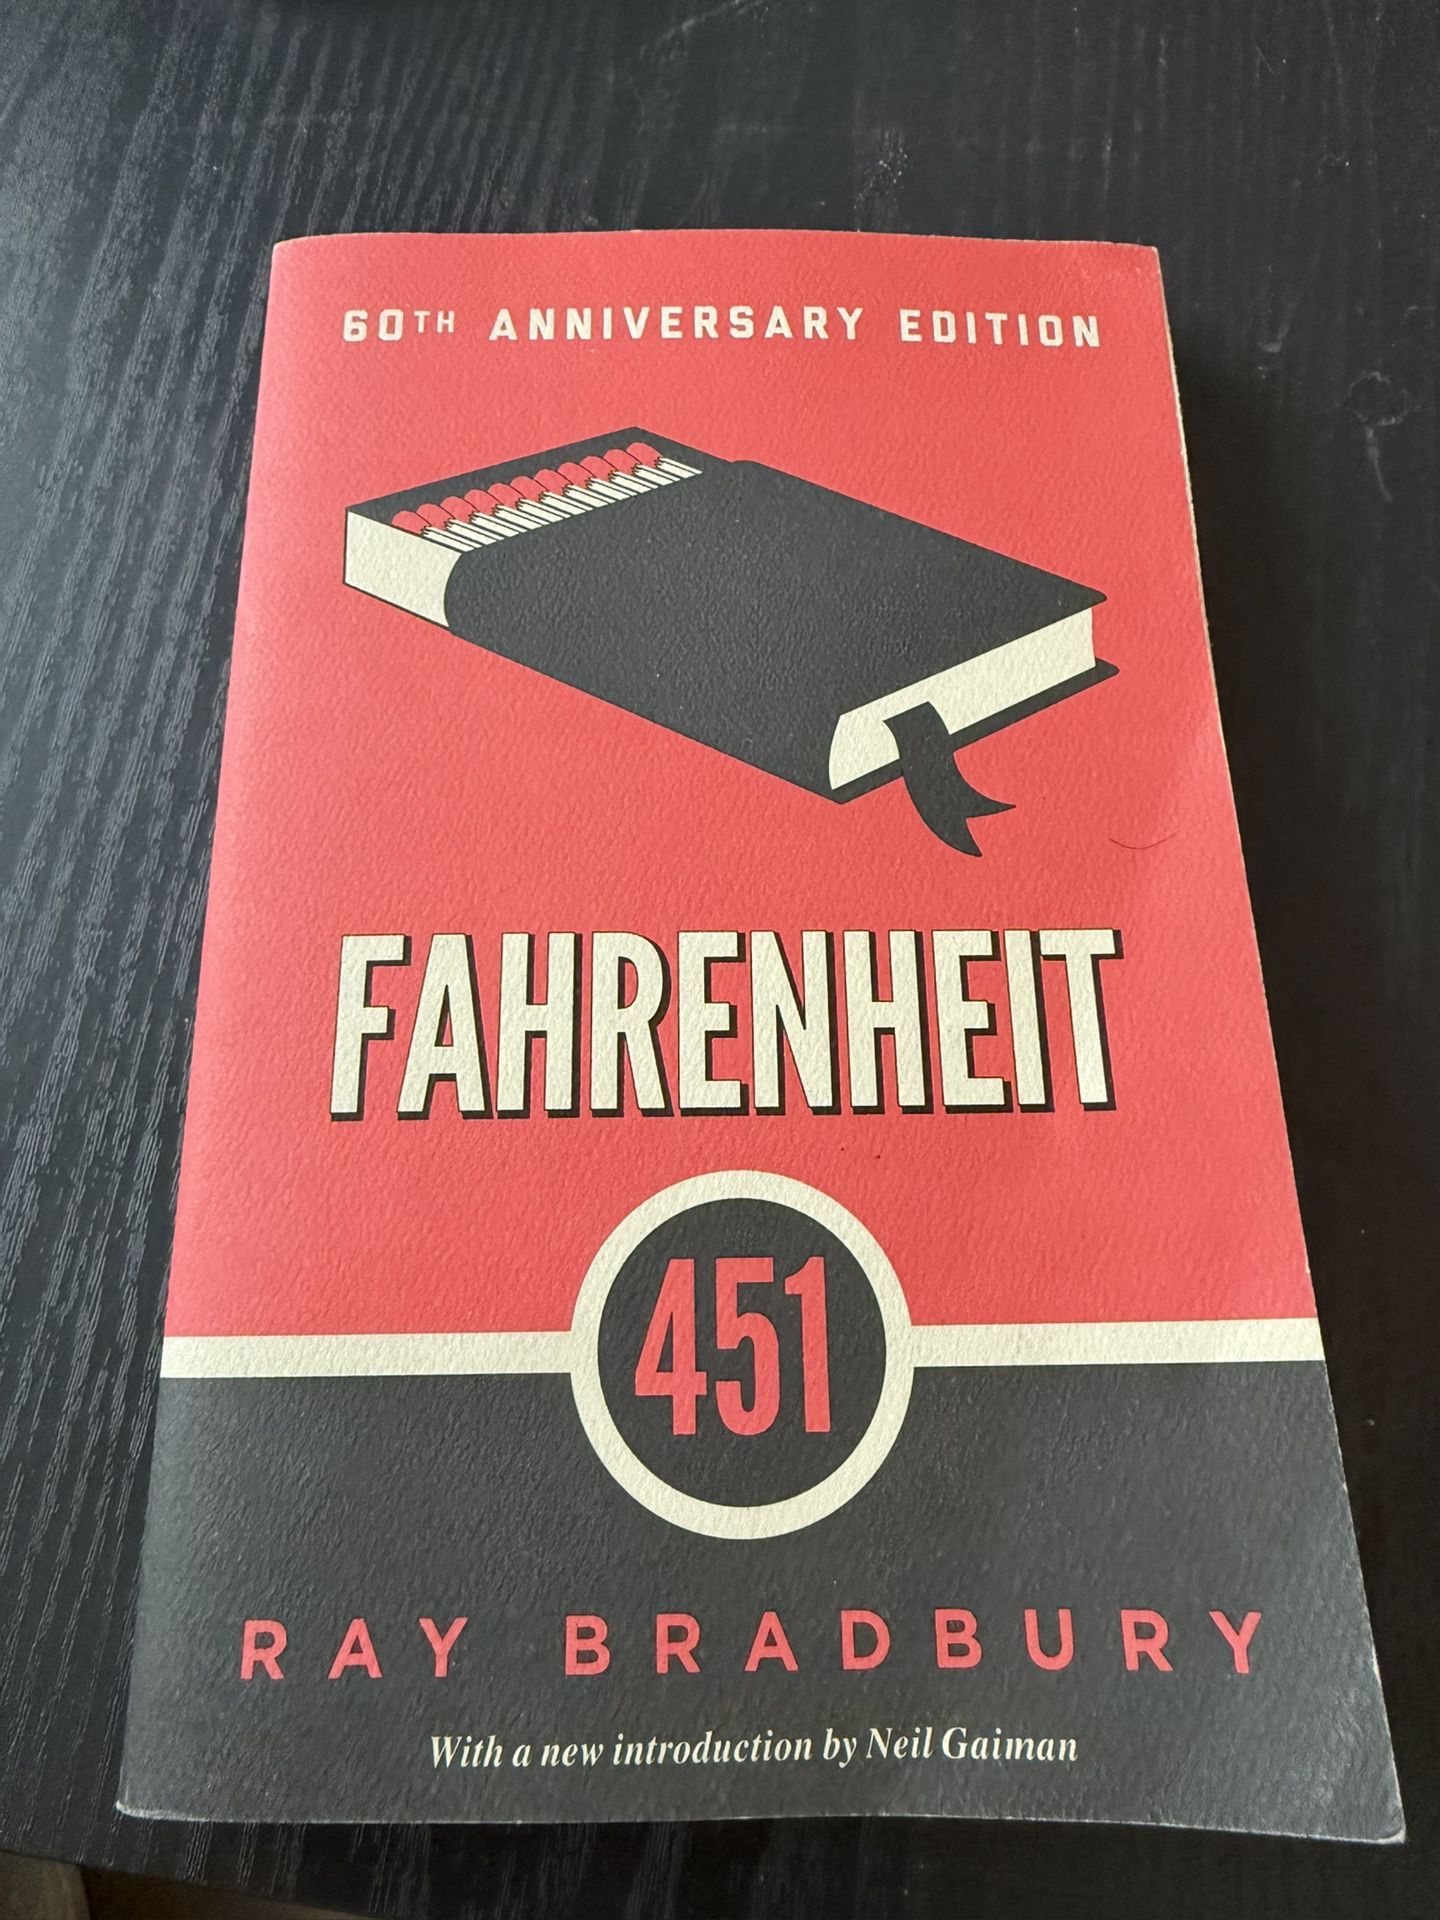 60TH ANNIVERSARY EDITION
FAHRENHEIT
451
RAY BRADBURY
With a new introduction by Neil Gaiman